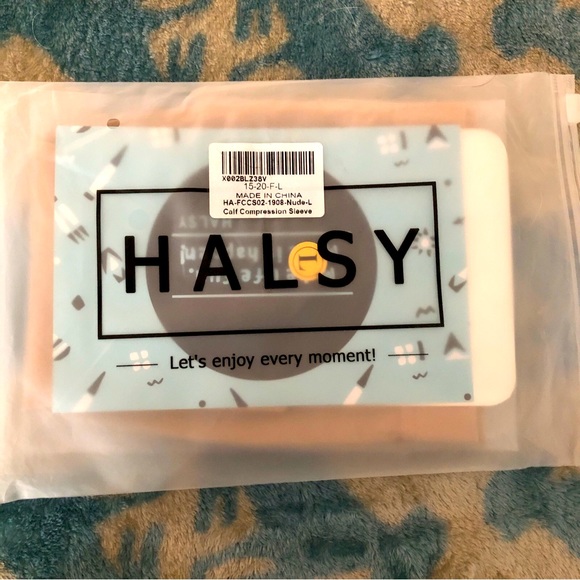 X002BLZ38V
15-20-F-L
MADE IN CHINA
HA-FCCS02-1908-Nude-L
Calf Compression Sleeve
HALSY
L
Let's enjoy every moment!